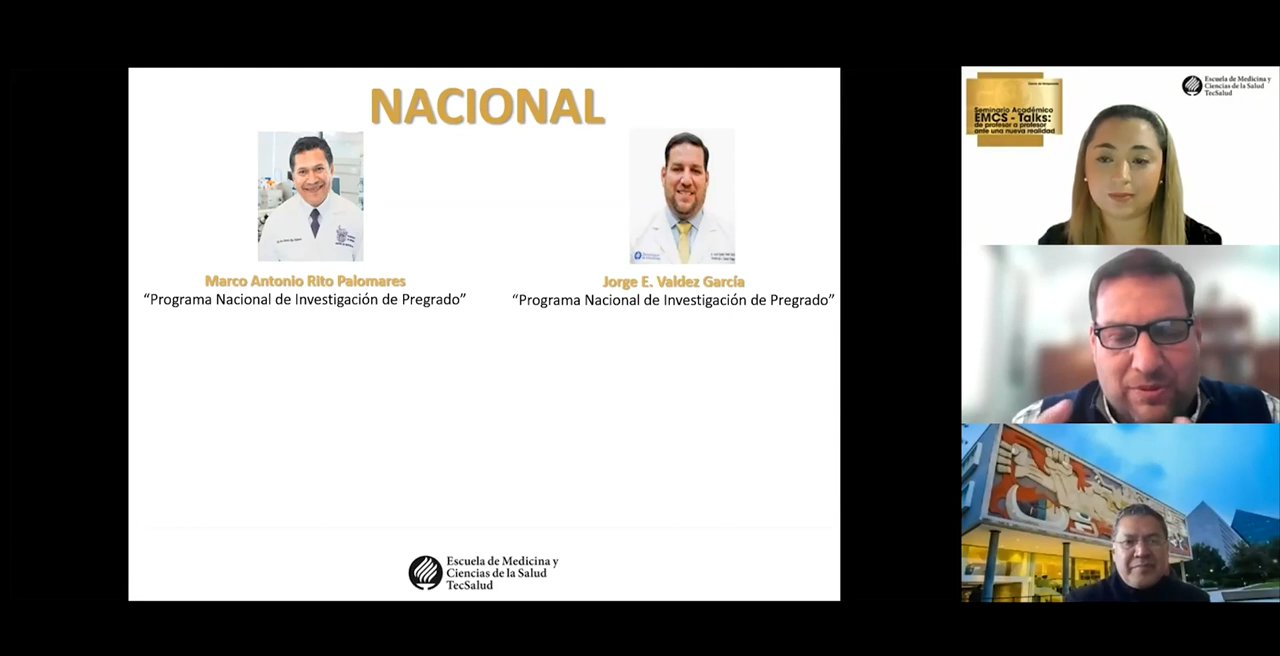 NACIONAL
Marco Antonio Rito Palomares
“Programa Nacional de Investigación de Pregrado”
Jorge E. Valdez García
“Programa Nacional de Investigación de Pregrado”
Escuela de Medicina y
Ciencias de la Salud
TecSalud
Seminario Académico
EMCS - Talks:
de profesor a profesor
ante una nueva realidad
Escuela de Medicina y
Ciencias de la Salud
TecSalud